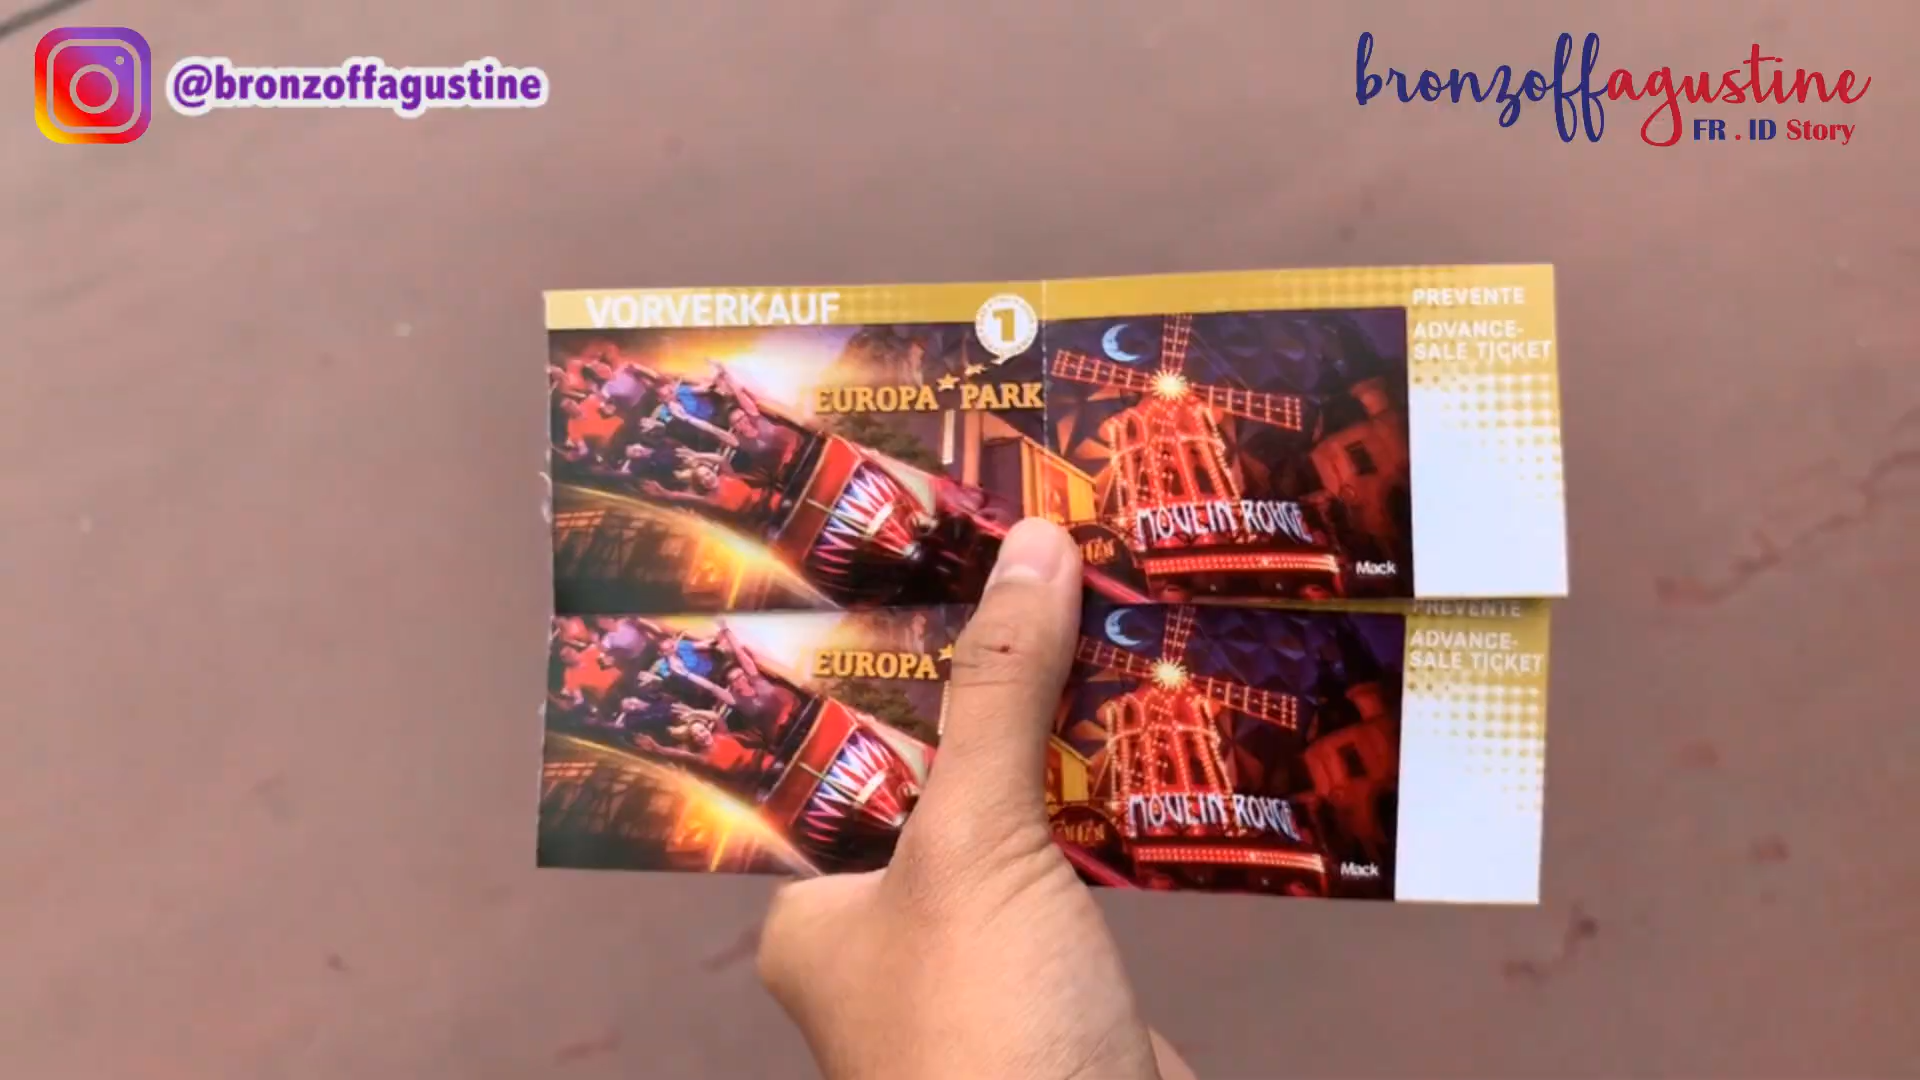 @bronzoffagustine
bronzoffagustine
FR . ID Story
VORVERKAUF
1
EUROPA PARK
MOULIN ROUGE
Mack
PREVENTE
ADVANCE-
SALE TICKET
EUROPA
MOULIN ROUGE
Mack
PREVENTE
ADVANCE-
SALE TICKET